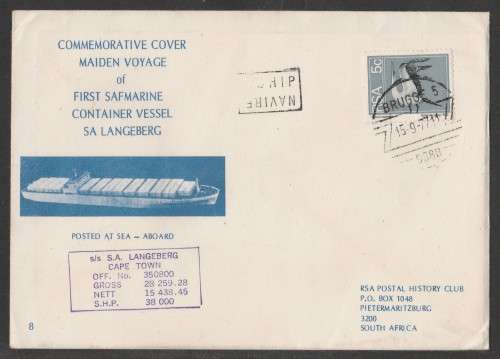 COMMEMORATIVE COVER
MAIDEN VOYAGE
of
FIRST SAFMARINE
CONTAINER VESSEL
SA LANGEBERG
NAVIRE
5c
RSA
BRUGG
5
15-9-77
POSTED AT SEA – ABOARD
s/s S.A. LANGEBERG
CAPE TOWN
OFF. No. 350800
GROSS 28 259.28
NETT 15 438.45
S.H.P. 38 000
RSA POSTAL HISTORY CLUB
P.O. BOX 1048
PIETERMARITZBURG
3200
SOUTH AFRICA
8